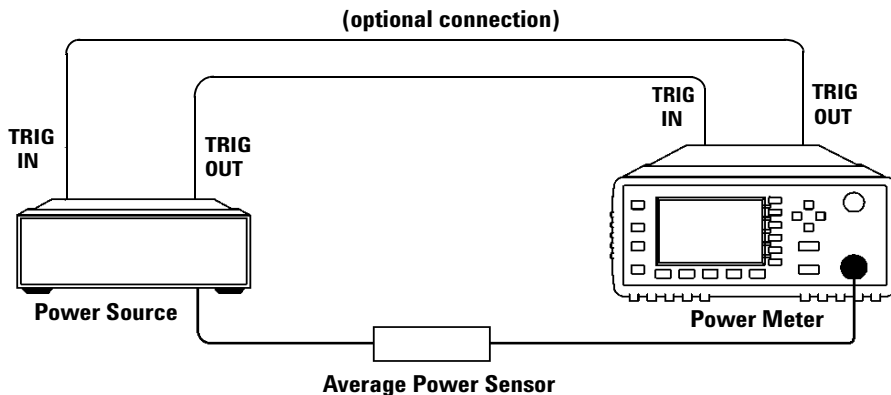 (optional connection)
TRIG
IN
TRIG
OUT
TRIG
IN
TRIG
OUT
Power Source
Power Meter
Average Power Sensor